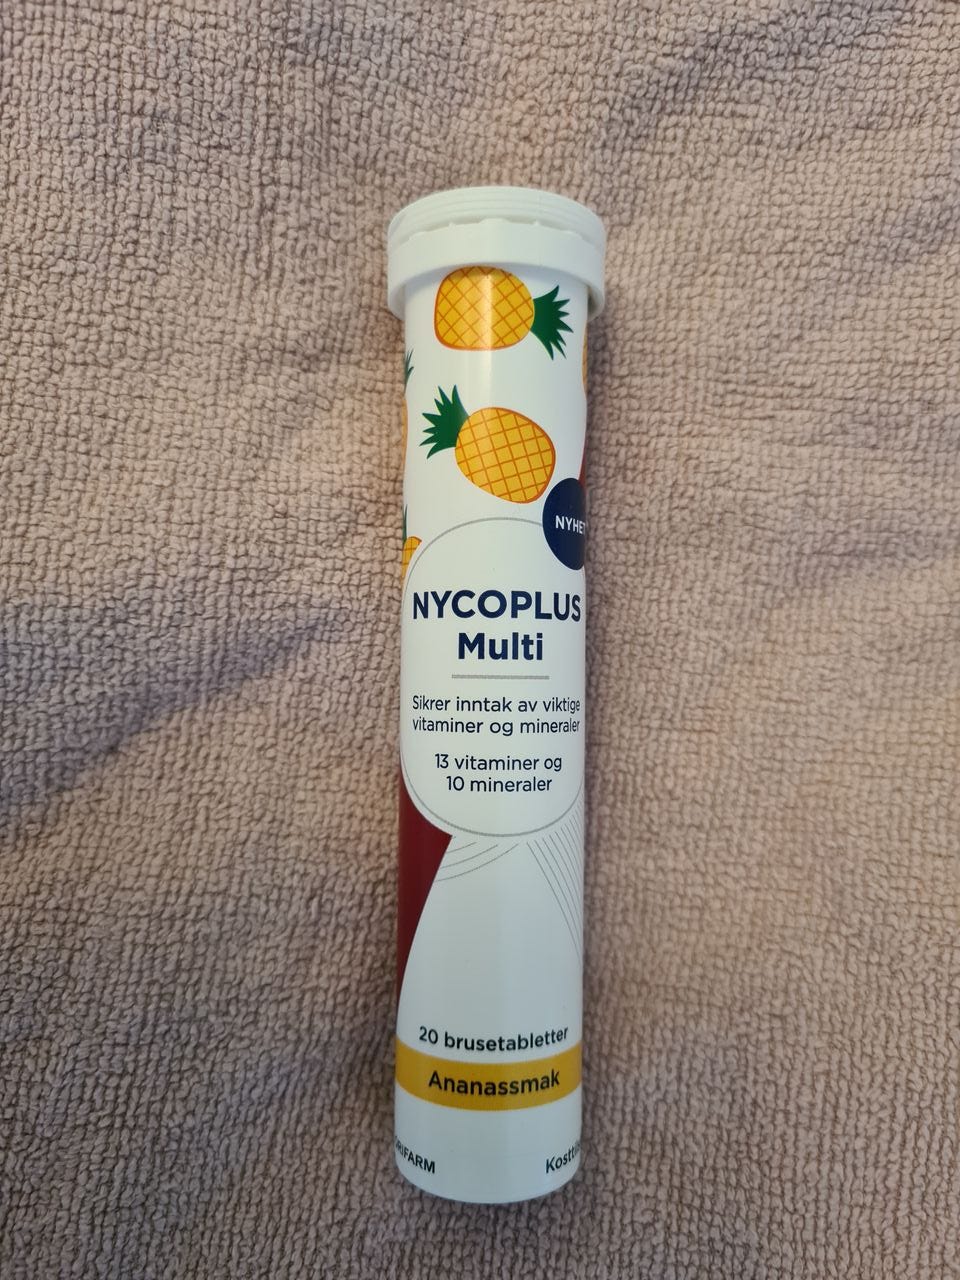 NYHET
NYCOPLUS
Multi
Sikrer inntak av viktige
vitaminer og mineraler
13 vitaminer og
10 mineraler
20 brusetabletter
Ananassmak